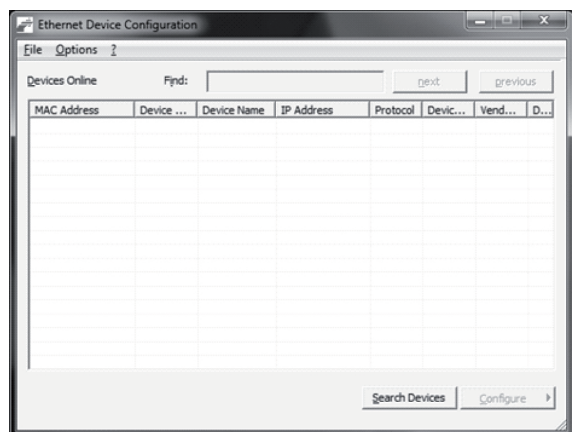 Ethernet Device Configuration
File Options ?
Devices Online Find: next previous
MAC Address Device ... Device Name IP Address Protocol Devic... Vend... D...
Search Devices Configure